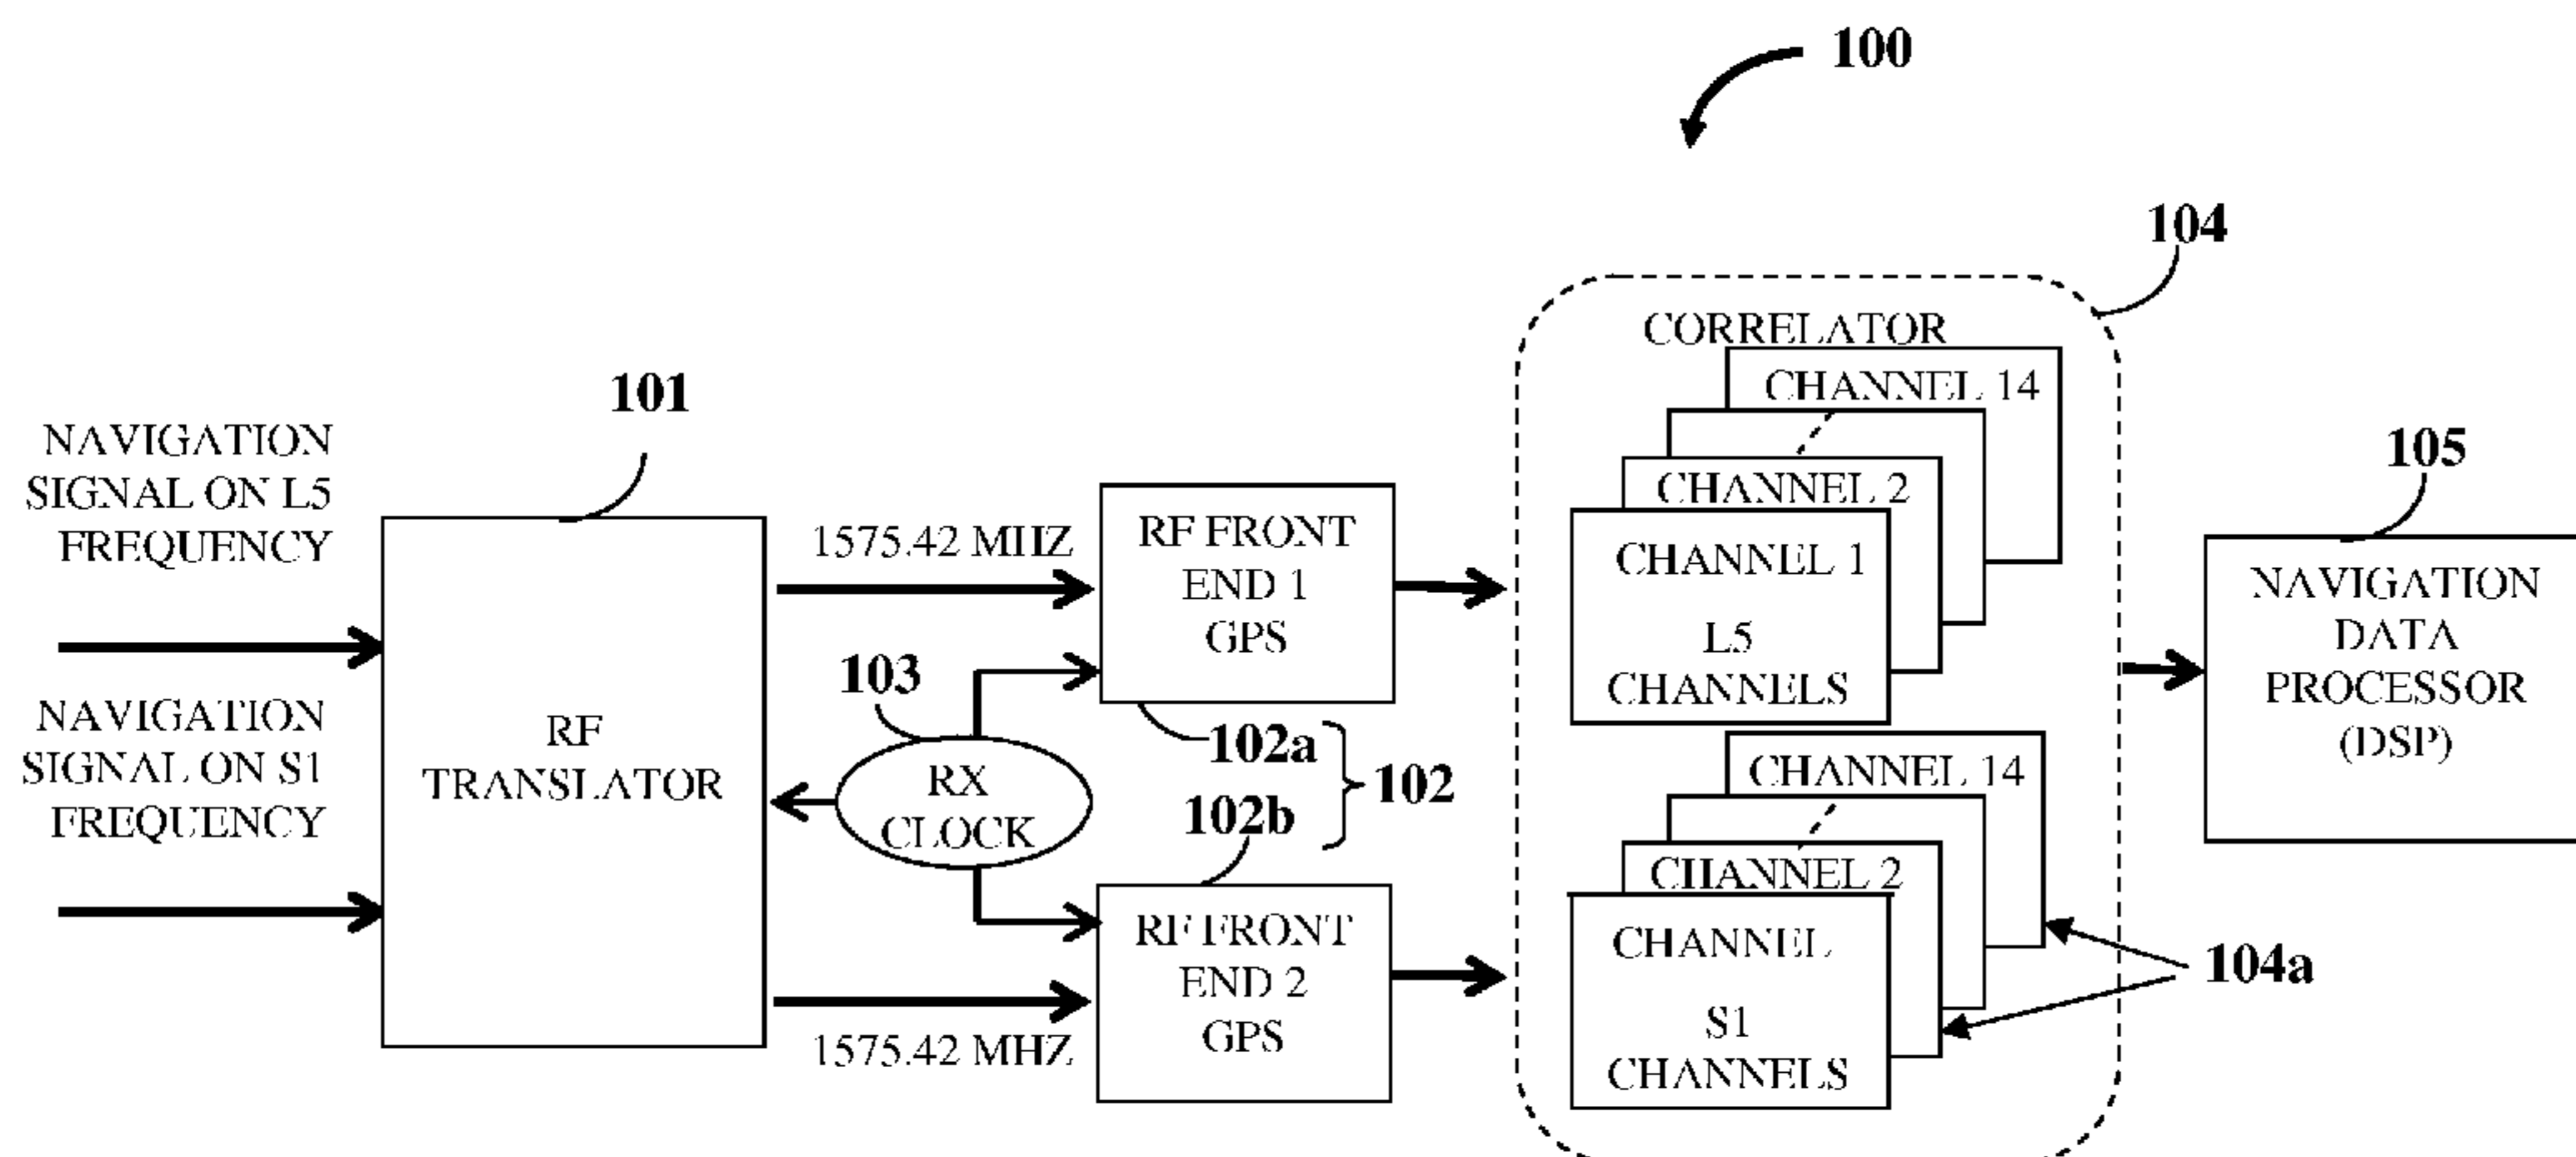 100
104
CORRELATOR
CHANNEL 14
CHANNEL 2
CHANNEL 1
L5
CHANNELS
101
NAVIGATION
SIGNAL ON L5
FREQUENCY
1575.42 MHZ
RF FRONT
END 1
GPS
105
NAVIGATION
DATA
PROCESSOR
(DSP)
NAVIGATION
SIGNAL ON S1
FREQUENCY
RF
TRANSLATOR
103
RX
CLOCK
102a
102b
102
CHANNEL 14
CHANNEL 2
CHANNEL
S1
CHANNELS
104a
RF FRONT
END 2
GPS
1575.42 MHZ